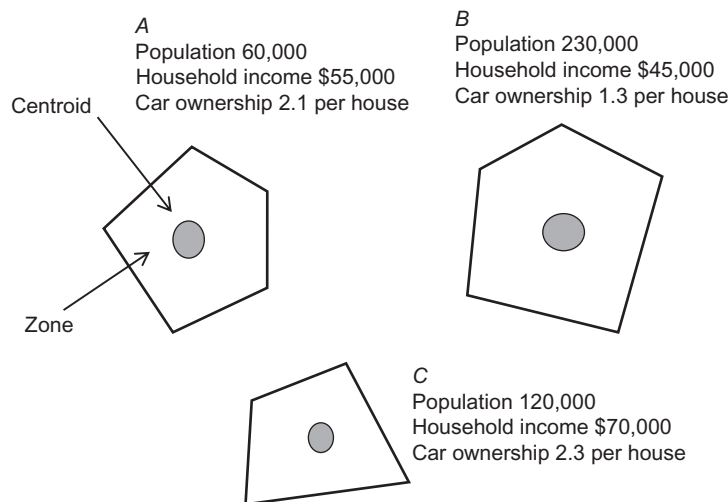 A
Population 60,000
Household income $55,000
Car ownership 2.1 per house
B
Population 230,000
Household income $45,000
Car ownership 1.3 per house
Centroid
Zone
C
Population 120,000
Household income $70,000
Car ownership 2.3 per house